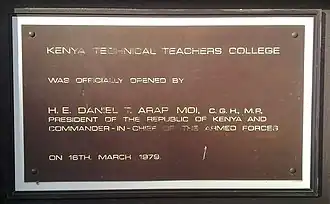 KENYA TECHNICAL TEACHERS COLLEGE
WAS OFFICIALLY OPENED BY
H. E. DANIEL T. ARAP MOI, C.G.H., M.P.,
PRESIDENT OF THE REPUBLIC OF KENYA AND
COMMANDER-IN-CHIEF OF THE ARMED FORCES
ON 16TH. MARCH 1979.